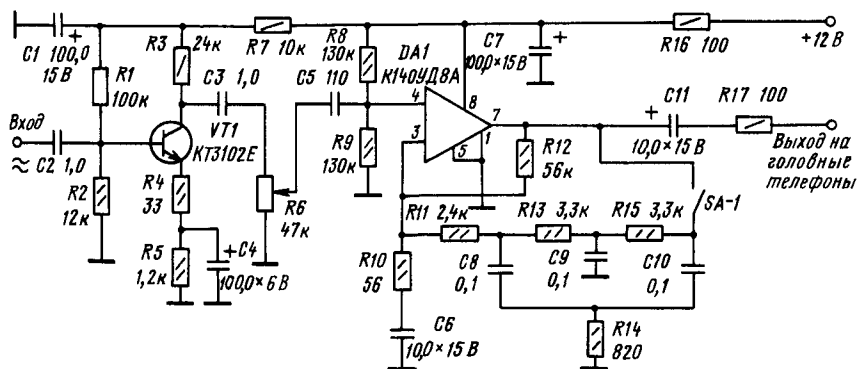 C1 100,0
15 В
R3
24к
R7 10к
R8
130к
DA1
К140УД8А
C7
100,0×15В
R16 100
+12 В
R1
100к
C3 1,0
C5 110
4
8
7
3
5
1
VT1
КТ3102Е
Вход
≈ C2 1,0
R2
12к
R4
33
R5
1,2к
C4
100,0×6В
R6
47к
R9
130к
R12
56к
C11
10,0×15В
R17 100
Выход на
головные
телефоны
SA-1
R11 2,4к
R13 3,3к
R15 3,3к
R10
56
C8
0,1
C9
0,1
C10
0,1
C6
10,0×15 В
R14
820